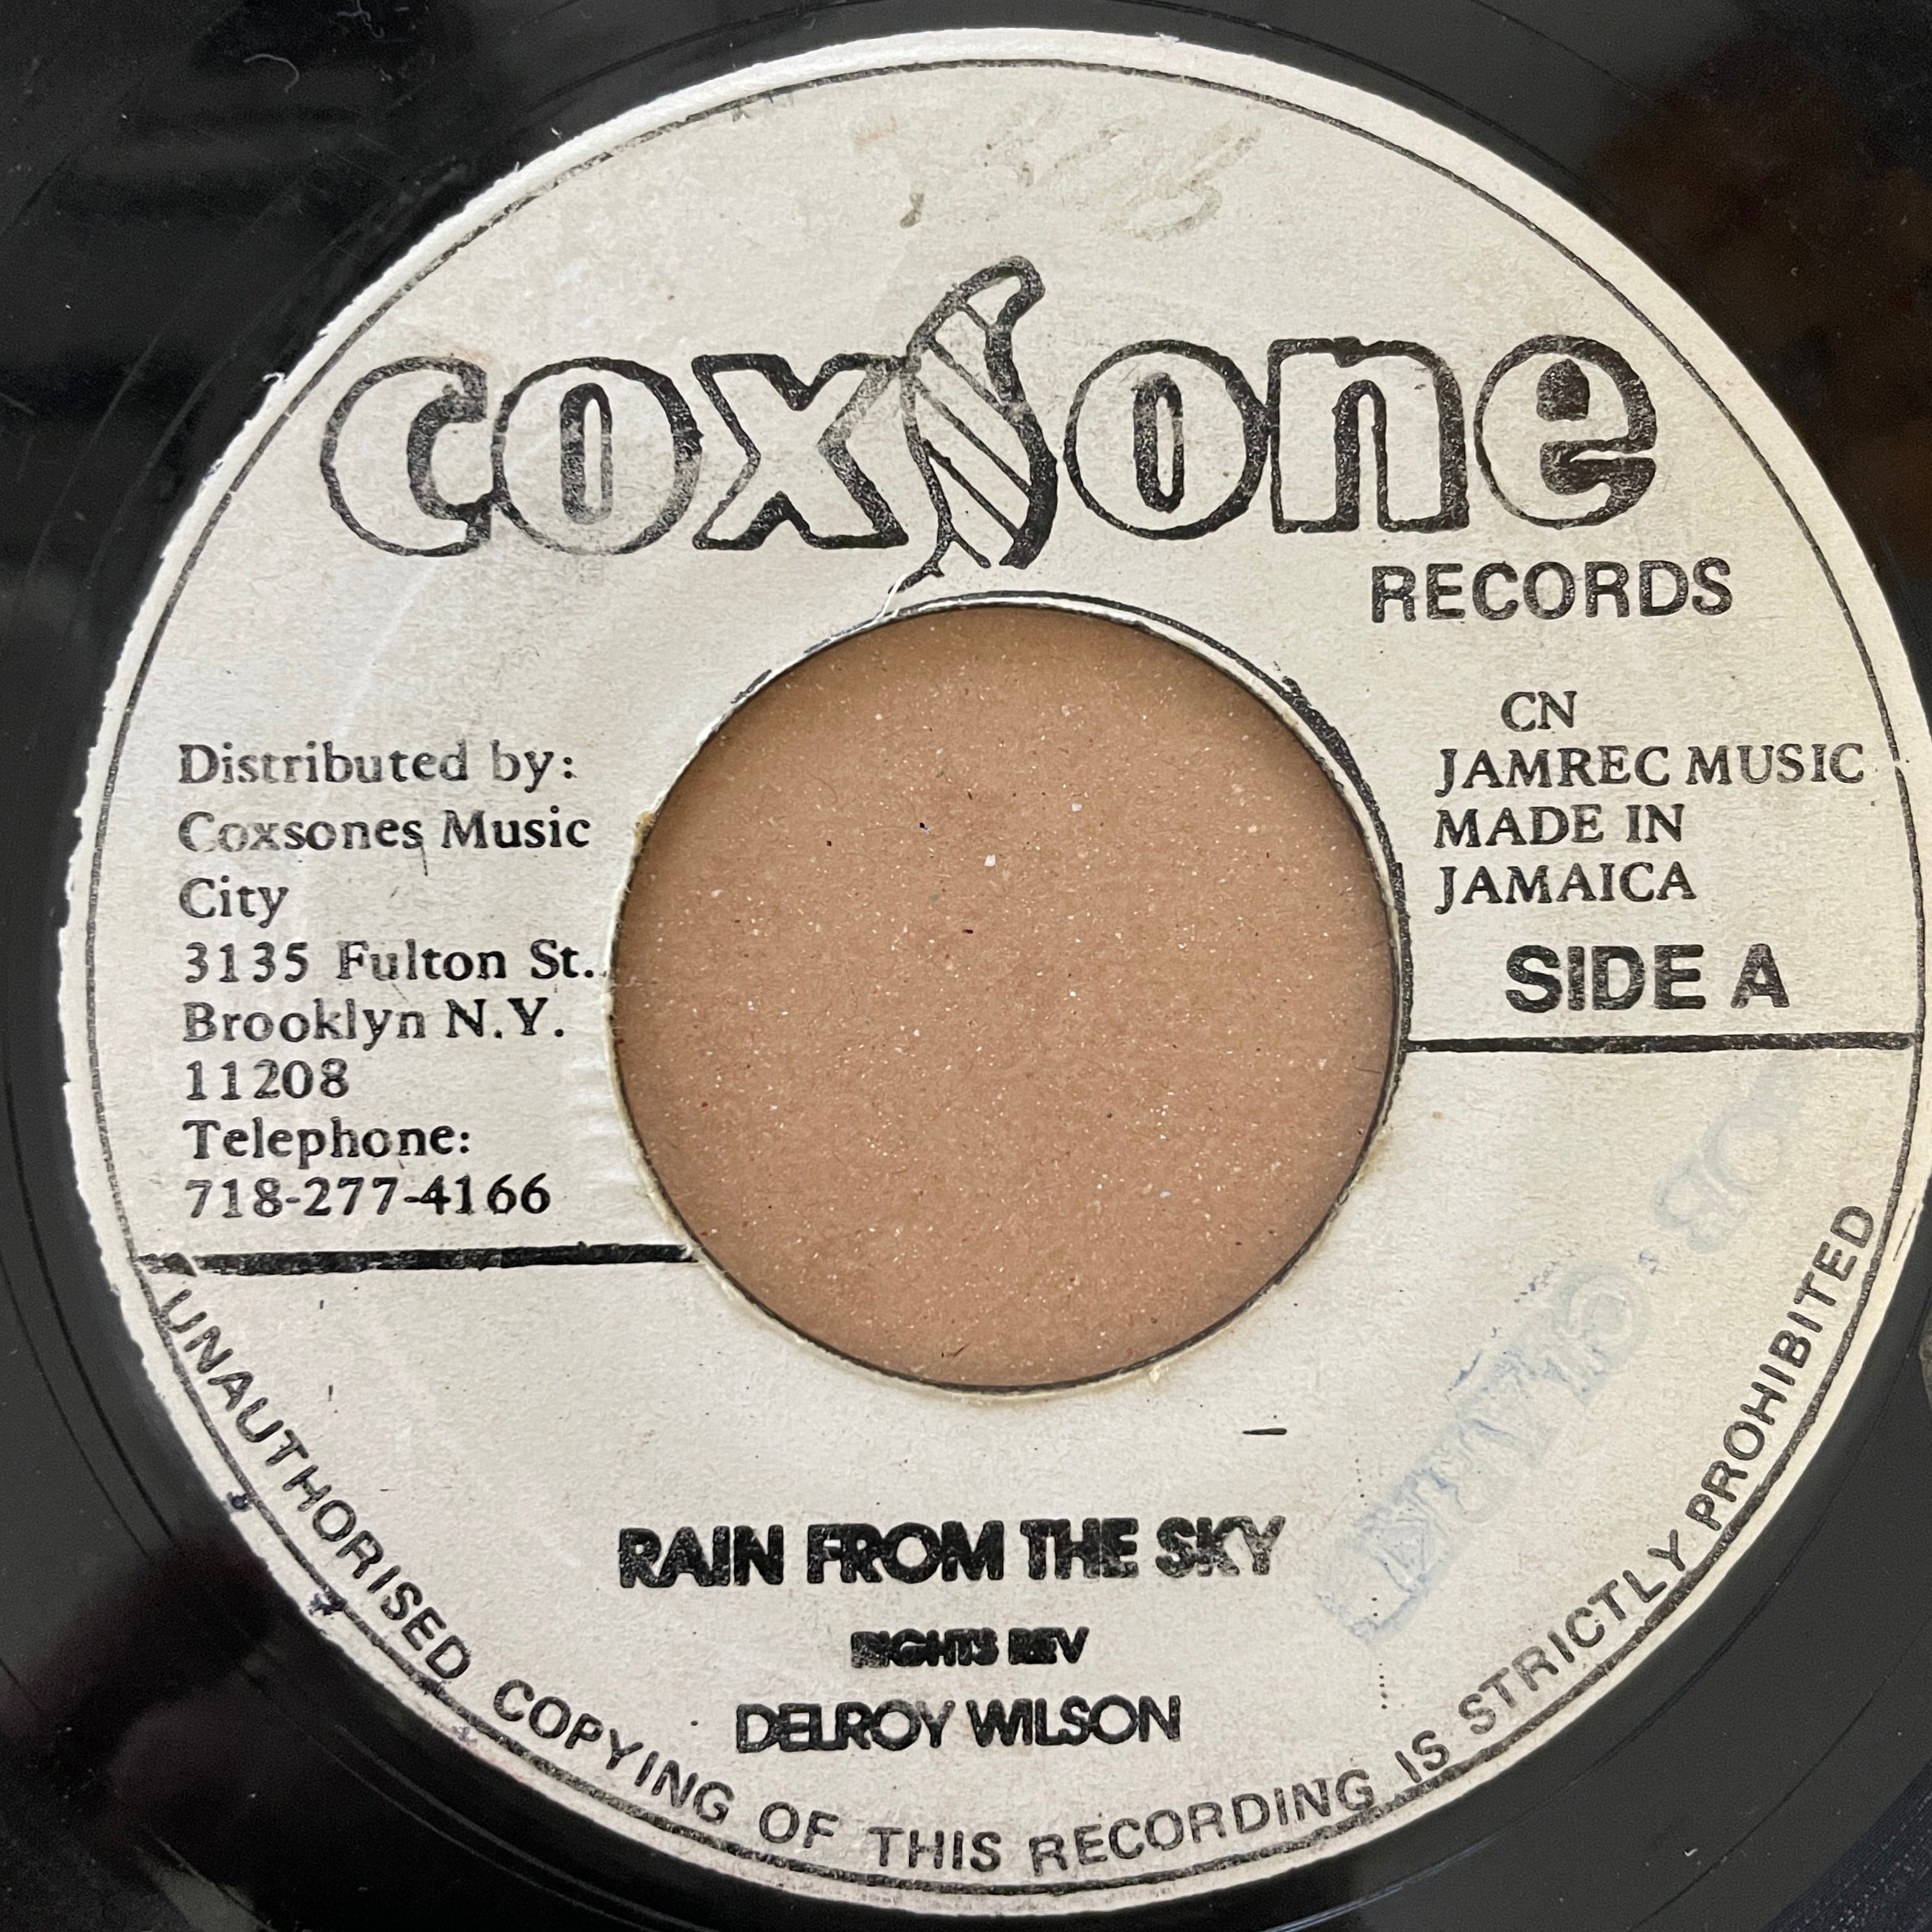 coxsone
RECORDS
Distributed by:
Coxsones Music
City
3135 Fulton St.
Brooklyn N.Y.
11208
Telephone:
718-277-4166
CN
JAMREC MUSIC
MADE IN
JAMAICA
SIDE A
RAIN FROM THE SKY
RIGHTS REV
DELROY WILSON
UNAUTHORISED COPYING OF THIS RECORDING IS STRICTLY PROHIBITED